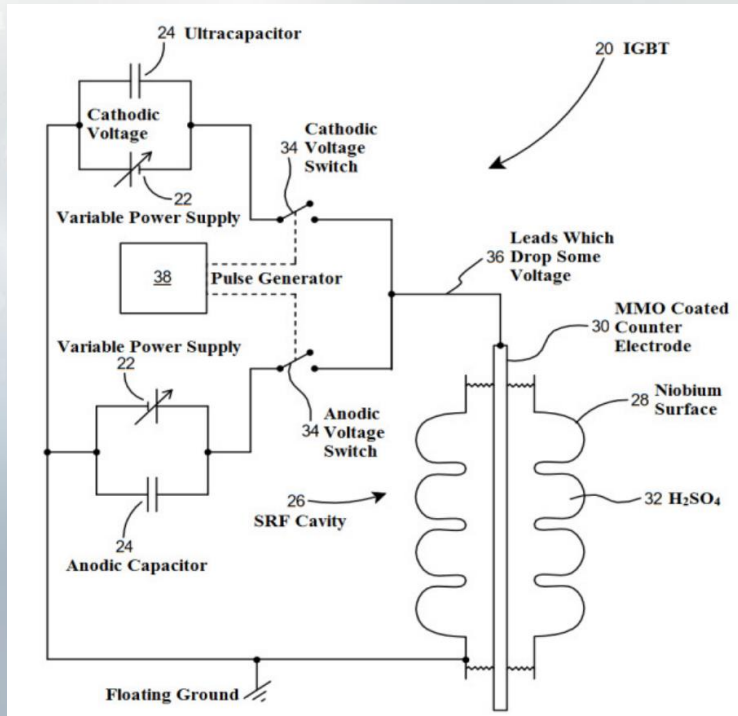 24 Ultracapacitor
20 IGBT
Cathodic
Voltage
Cathodic
34 Voltage
Switch
22
Variable Power Supply
Leads Which
36 Drop Some
Voltage
38
Pulse Generator
MMO Coated
30 Counter
Electrode
Variable Power Supply
22
28 Niobium
Surface
Anodic
34 Voltage
Switch
26
SRF Cavity
32 H₂SO₄
24
Anodic Capacitor
Floating Ground